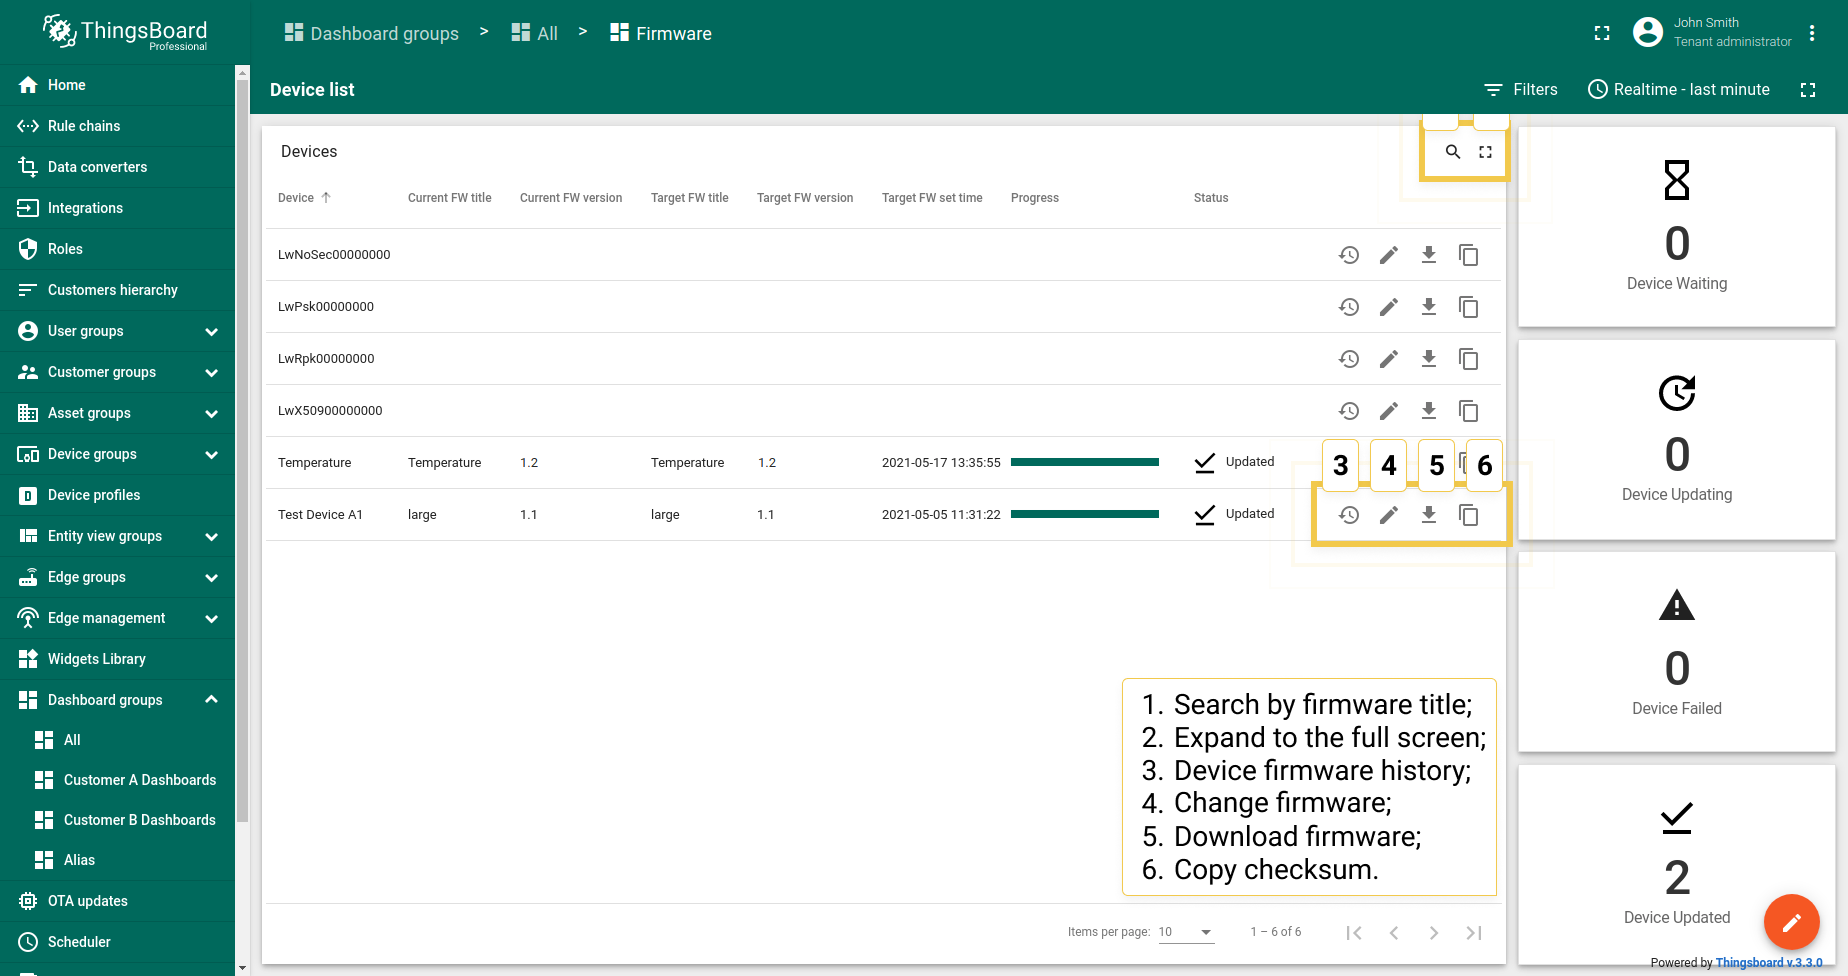 ThingsBoard
Professional
Dashboard groups > All > Firmware
John Smith
Tenant administrator
Device list
Filters
Realtime - last minute
Home
Rule chains
Data converters
Integrations
Roles
Customers hierarchy
User groups
Customer groups
Asset groups
Device groups
Device profiles
Entity view groups
Edge groups
Edge management
Widgets Library
Dashboard groups
All
Customer A Dashboards
Customer B Dashboards
Alias
OTA updates
Scheduler
Devices
Device Current FW title Current FW version Target FW title Target FW version Target FW set time Progress Status
LwNoSec00000000
LwPsk00000000
LwRpk00000000
LwX50900000000
Temperature Temperature 1.2 Temperature 1.2 2021-05-17 13:35:55 Updated
3 4 5 6
Test Device A1 large 1.1 large 1.1 2021-05-05 11:31:22 Updated
1. Search by firmware title;
2. Expand to the full screen;
3. Device firmware history;
4. Change firmware;
5. Download firmware;
6. Copy checksum.
Items per page: 10 1 – 6 of 6
0
Device Waiting
0
Device Updating
0
Device Failed
2
Device Updated
Powered by Thingsboard v.3.3.0